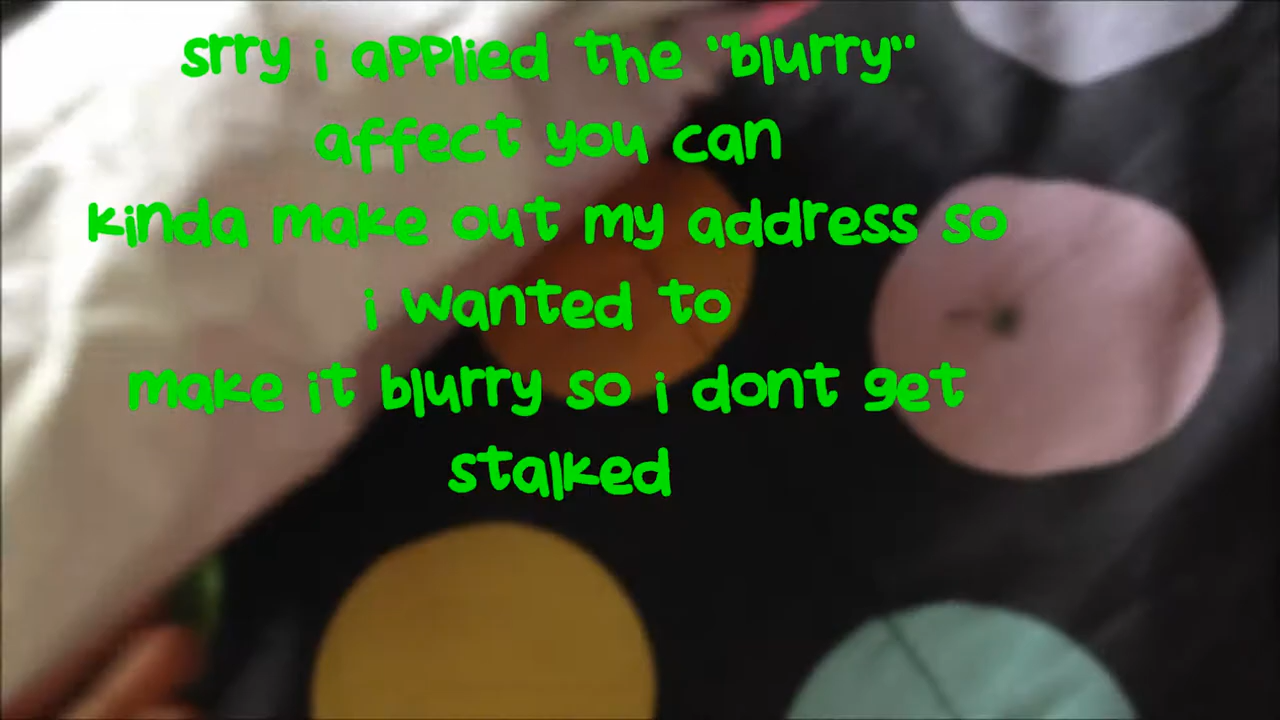 srry i applied the "blurry"
affect you can
kinda make out my address so
i wanted to
make it blurry so i dont get
stalked